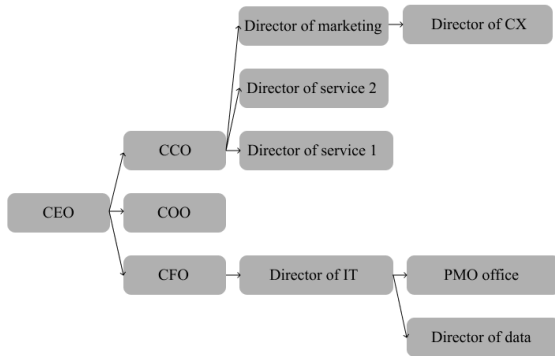 Director of marketing
Director of CX
Director of service 2
CCO
Director of service 1
CEO
COO
CFO
Director of IT
PMO office
Director of data